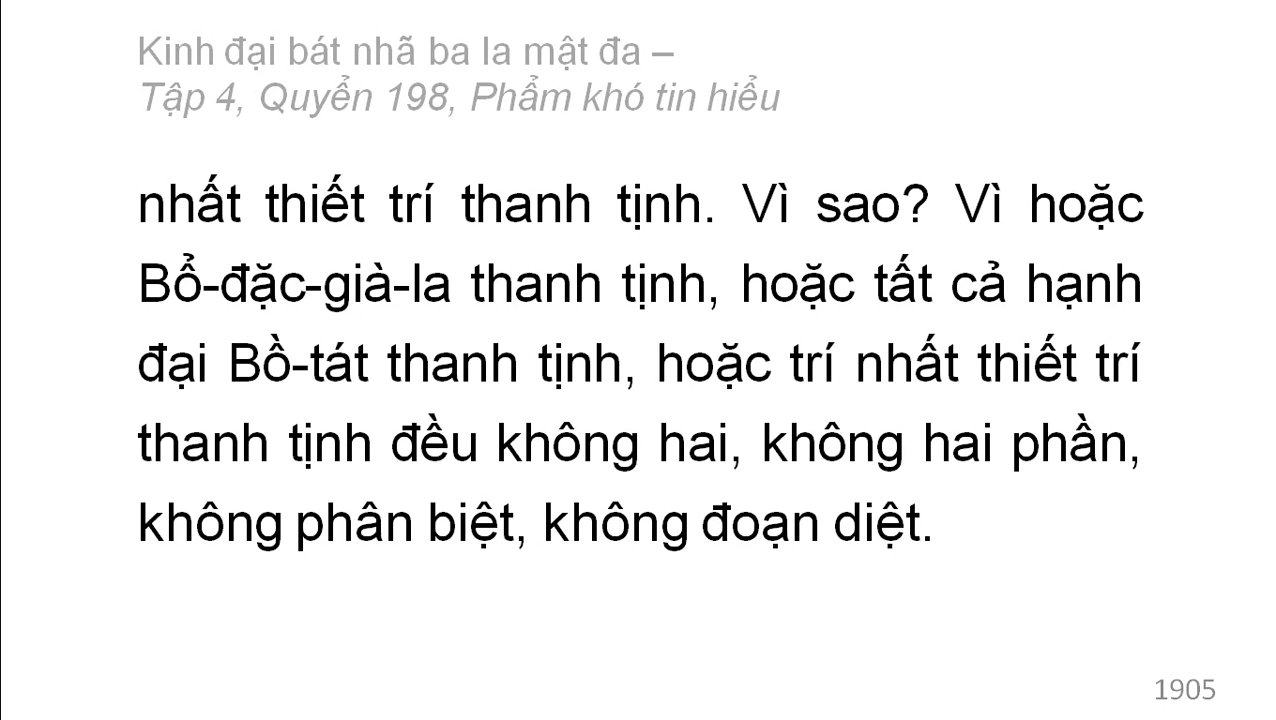 Kinh đại bát nhã ba la mật đa –
Tập 4, Quyển 198, Phẩm khó tin hiểu
nhất thiết trí thanh tịnh. Vì sao? Vì hoặc
Bổ-đặc-già-la thanh tịnh, hoặc tất cả hạnh
đại Bồ-tát thanh tịnh, hoặc trí nhất thiết trí
thanh tịnh đều không hai, không hai phần,
không phân biệt, không đoạn diệt.
1905